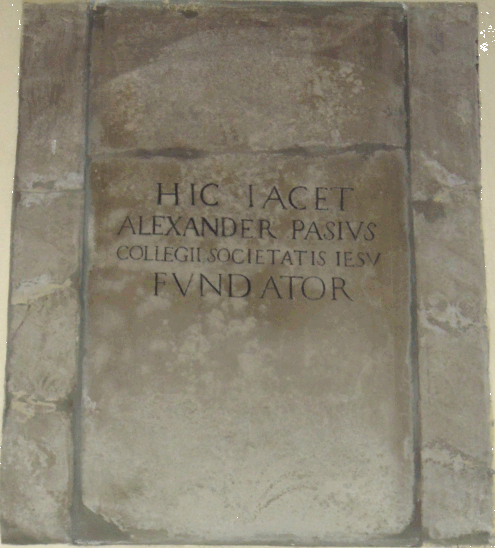 HIC IACET
ALEXANDER PASIVS
COLLEGII SOCIETATIS IESV
FVNDATOR